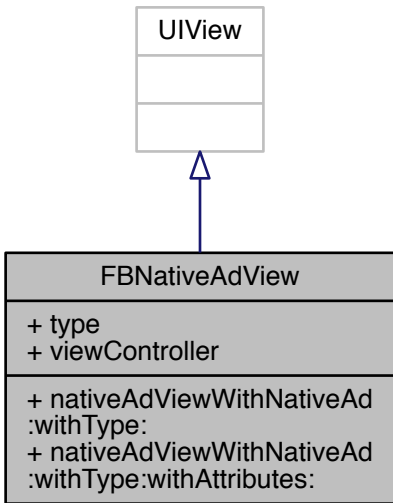 UIView
FBNativeAdView
+ type
+ viewController
+ nativeAdViewWithNativeAd
:withType:
+ nativeAdViewWithNativeAd
:withType:withAttributes: